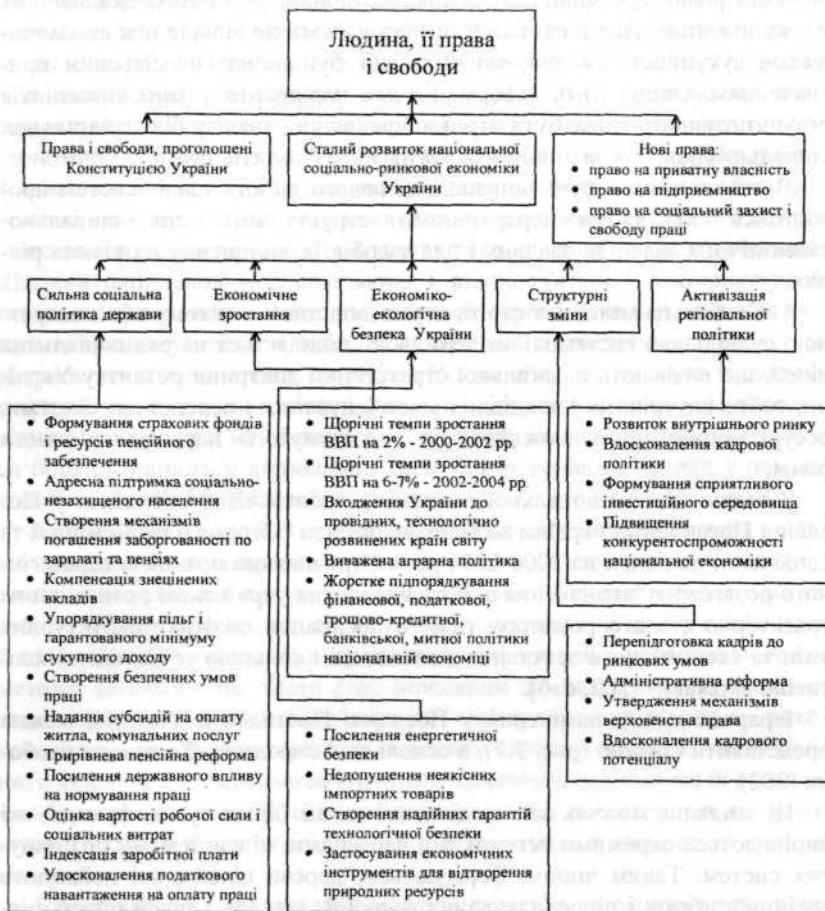 Людина, її права
і свободи
Права і свободи, проголошені
Конституцією України
Сталий розвиток національної
соціально-ринкової економіки
України
Нові права:
• право на приватну власність
• право на підприємство
• право на соціальний захист і
свободу праці
Сильна соціальна
політика держави
Економічне
зростання
Економіко-
екологічна
безпека України
Структурні
зміни
Активізація
регіональної
політики
• Формування страхових фондів
і ресурсів пенсійного
забезпечення
• Адресна підтримка соціально-
незахищеного населення
• Створення механізмів
погашення заборгованості по
зарплаті та пенсіях
• Компенсація знецінених
вкладів
• Упорядкування пільг і
гарантованого мінімуму
сукупного доходу
• Створення безпечних умов
праці
• Надання субсидій на оплату
житла, комунальних послуг
• Трирівнева пенсійна реформа
• Посилення державного впливу
на нормування праці
• Оцінка вартості робочої сили і
соціальних витрат
• Індексація заробітної плати
• Удосконалення податкового
навантаження на оплату праці
• Щорічні темпи зростання
ВВП на 2% - 2000-2002 рр.
• Щорічні темпи зростання
ВВП на 6-7% - 2002-2004 рр.
• Входження України до
провідних, технологічно
розвинутих країн світу
• Виважена аграрна політика
• Жорстке підпорядкування
фінансової, податкової,
грошово-кредитної,
банківської, митної політики
національній економіці
• Посилення енергетичної
безпеки
• Недопущення неякісних
імпортних товарів
• Створення надійних гарантій
технологічної безпеки
• Застосування економічних
інструментів для відтворення
природних ресурсів
• Розвиток внутрішнього ринку
• Вдосконалення кадрової
політики
• Формування сприятливого
інвестиційного середовища
• Підвищення
конкурентоспроможності
національної економіки
• Перебудова кадрів до
ринкових умов
• Адміністративна реформа
• Утвердження механізмів
верховенства права
• Вдосконалення кадрового
потенціалу